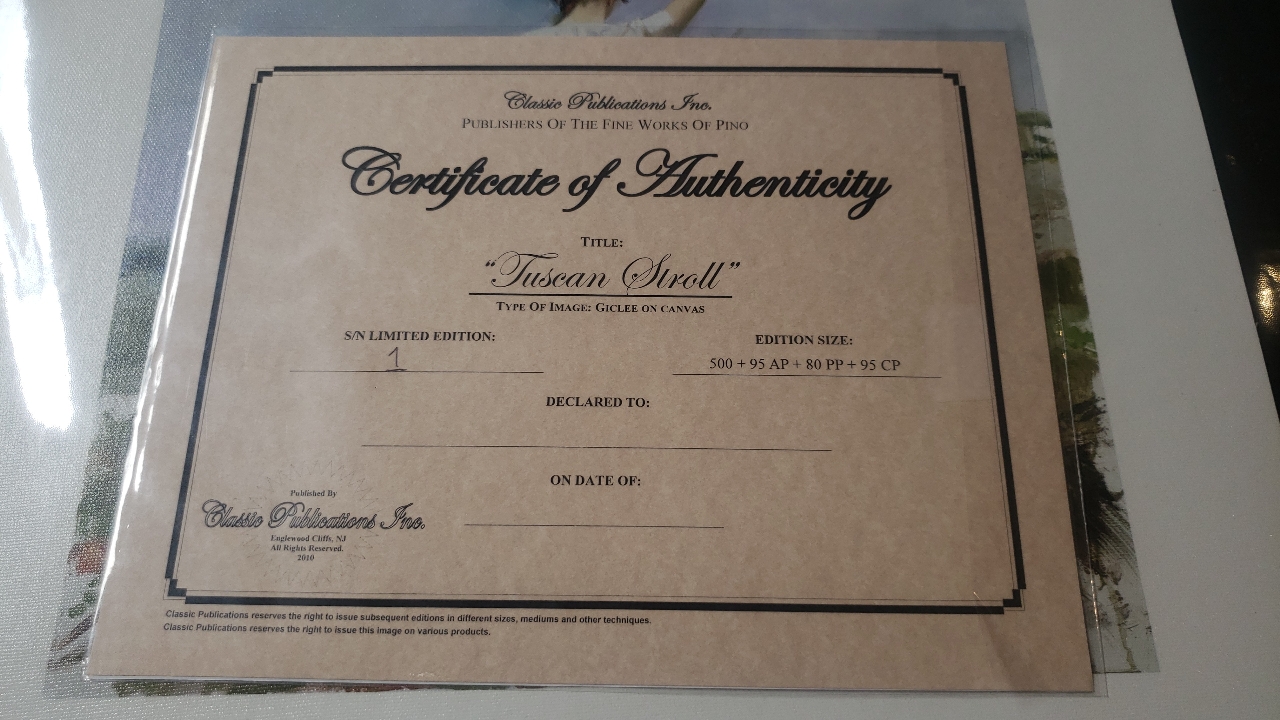 Classic Publications Inc.
PUBLISHERS OF THE FINE WORKS OF PINO
Certificate of Authenticity
TITLE:
"Tuscan Stroll"
TYPE OF IMAGE: GICLEE ON CANVAS
S/N LIMITED EDITION:
1
EDITION SIZE:
500 + 95 AP + 80 PP + 95 CP
DECLARED TO:
ON DATE OF:
Published By
Classic Publications Inc.
Englewood Cliffs, NJ
All Rights Reserved.
2010
Classic Publications reserves the right to issue subsequent editions in different sizes, mediums and other techniques.
Classic Publications reserves the right to issue this image on various products.